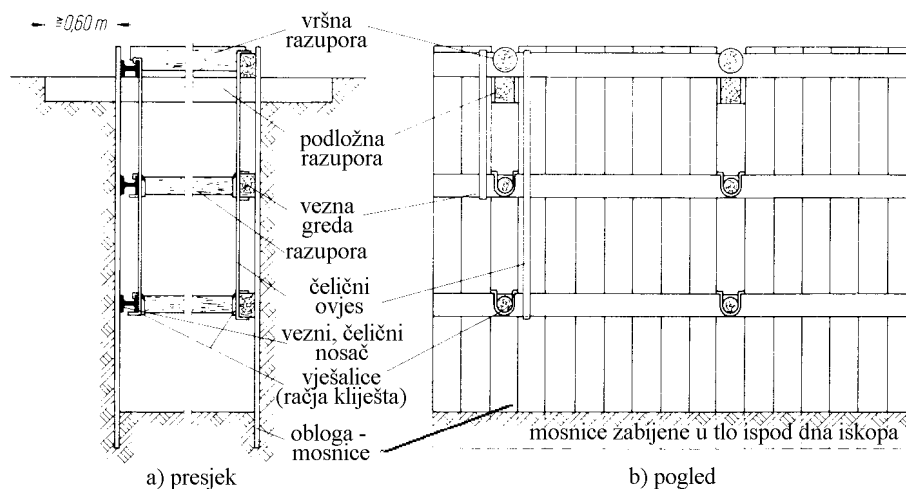 ≥0,60 m
vršna
razupora
podložna
razupora
vezna
greda
razupora
čelični
ovjes
vezni, čelični
nosač
vješalice
(račja kliješta)
obloga -
mosnice
mosnice zabijene u tlo ispod dna iskopa
a) presjek
b) pogled